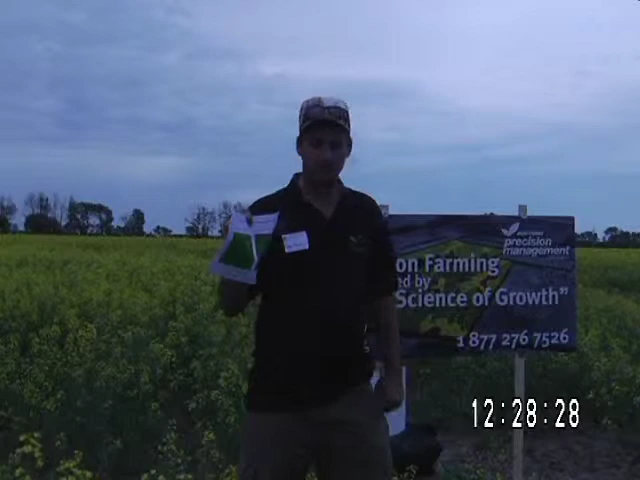 precision
management
on Farming
ed by
Science of Growth"
1 877 276 7526
12:28:28